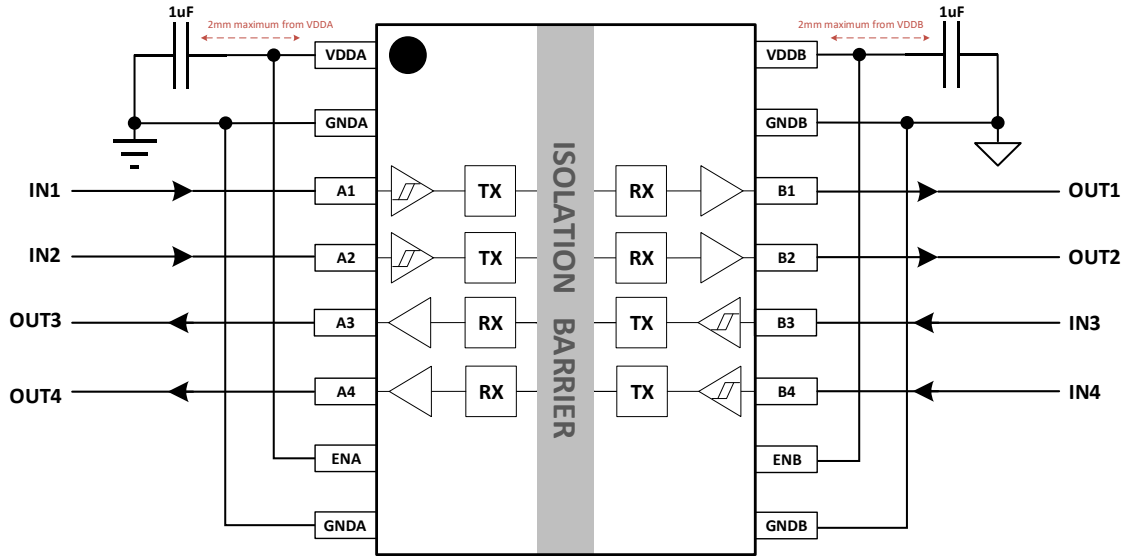 1uF
2mm maximum from VDDA
2mm maximum from VDDB
1uF
VDDA
VDDB
GNDA
GNDB
ISOLATION BARRIER
IN1
A1
TX
RX
B1
OUT1
IN2
A2
TX
RX
B2
OUT2
OUT3
A3
RX
TX
B3
IN3
OUT4
A4
RX
TX
B4
IN4
ENA
ENB
GNDA
GNDB